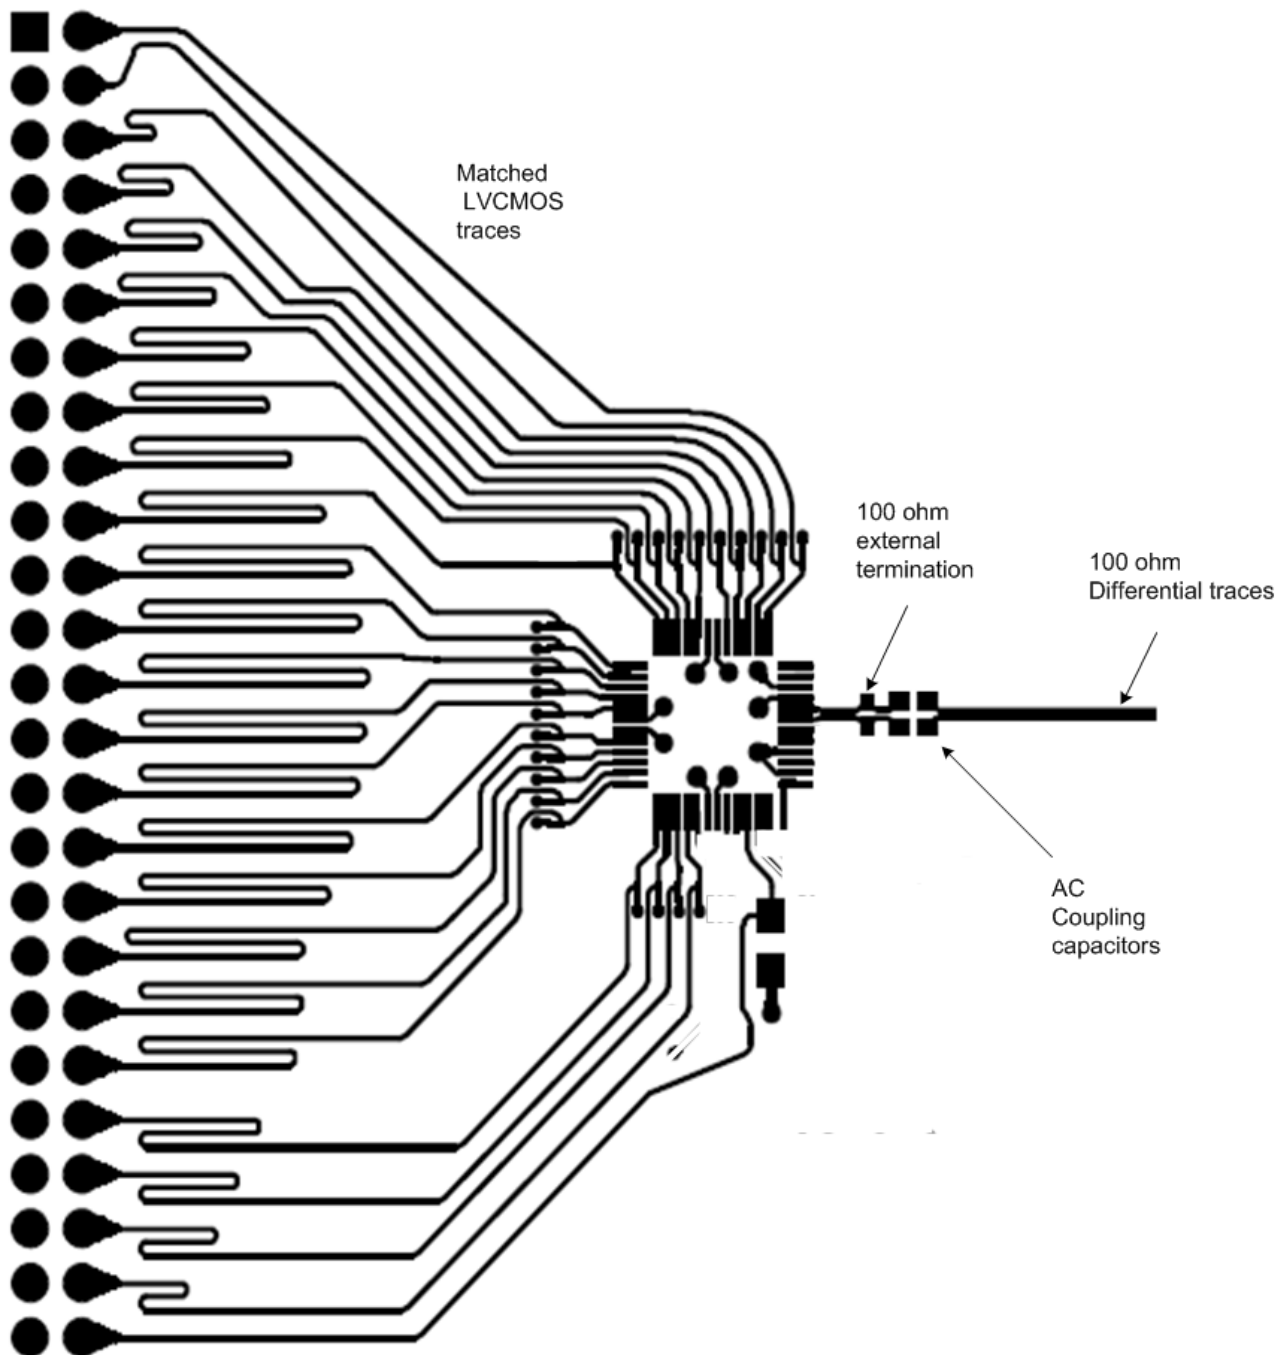 Matched
LVCMOS
traces
100 ohm
external
termination
100 ohm
Differential traces
AC
Coupling
capacitors